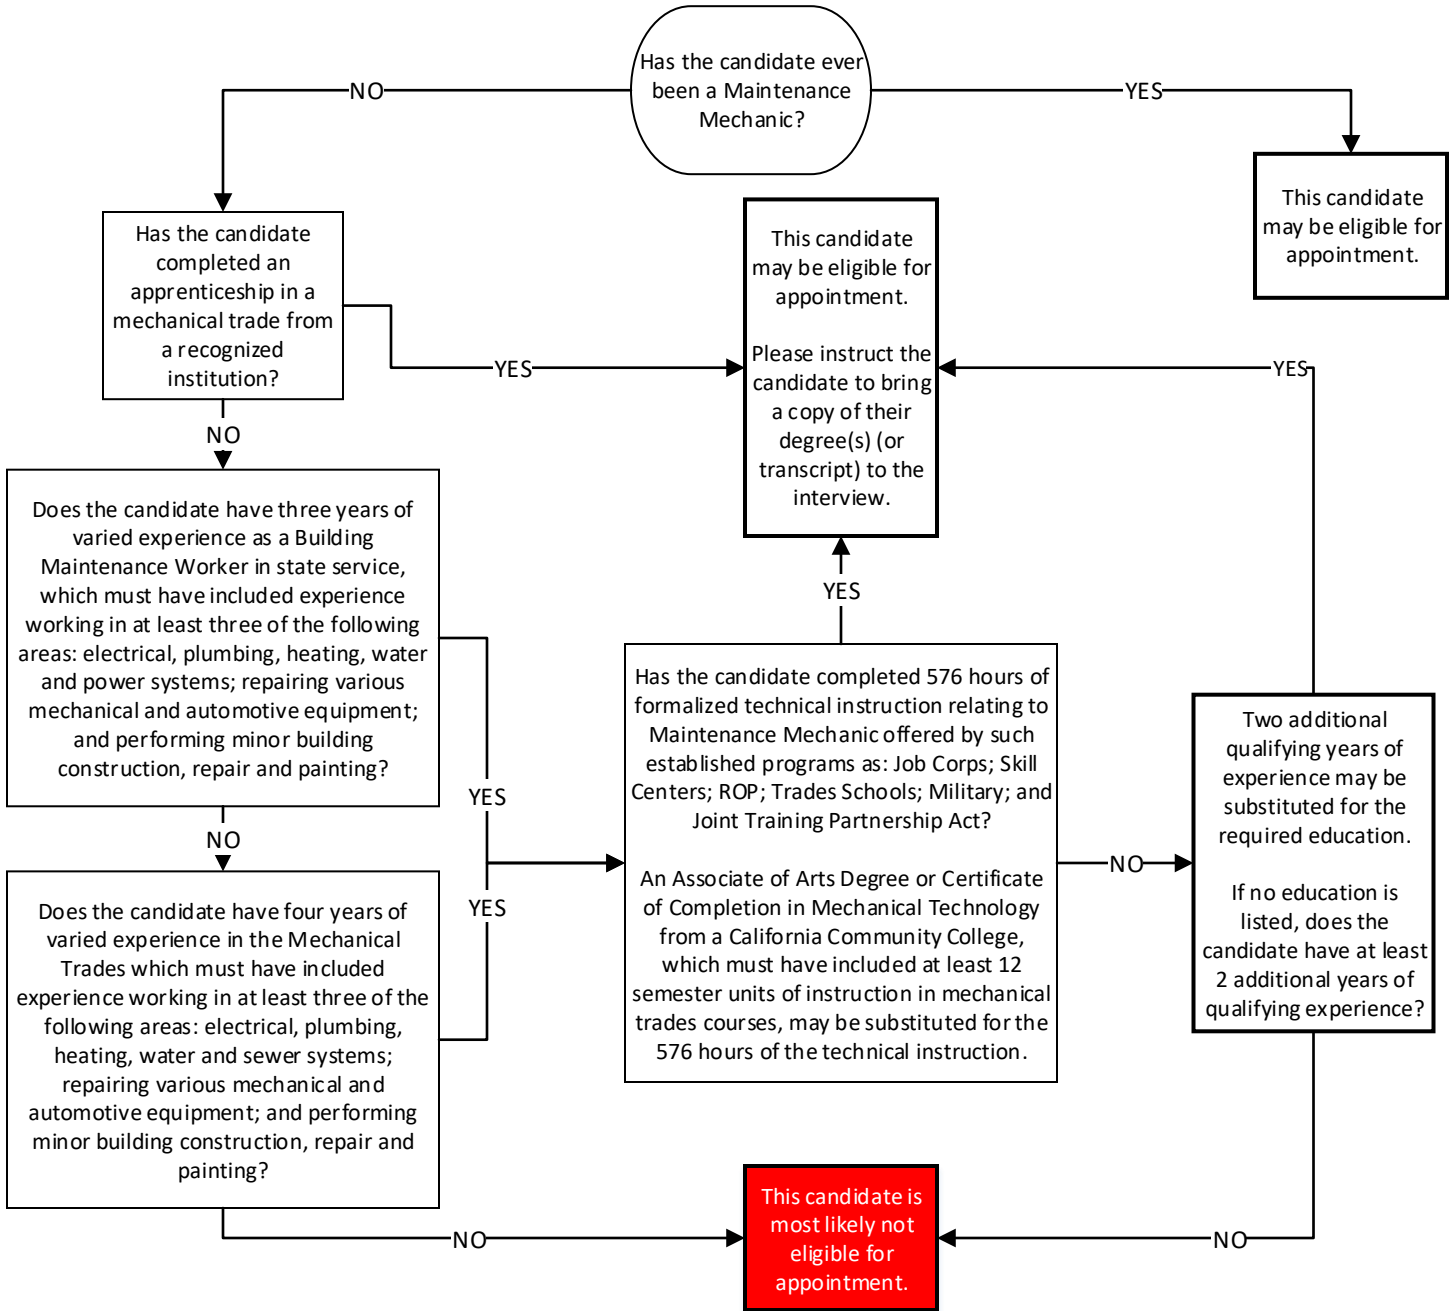 Has the candidate ever
been a Maintenance
Mechanic?
NO
YES
This candidate
may be eligible for
appointment.
Has the candidate
completed an
apprenticeship in a
mechanical trade from
a recognized
institution?
YES
NO
This candidate
may be eligible for
appointment.
Please instruct the
candidate to bring
a copy of their
degree(s) (or
transcript) to the
interview.
YES
Does the candidate have three years of
varied experience as a Building
Maintenance Worker in state service,
which must have included experience
working in at least three of the following
areas: electrical, plumbing, heating, water
and power systems; repairing various
mechanical and automotive equipment;
and performing minor building
construction, repair and painting?
YES
NO
Does the candidate have four years of
varied experience in the Mechanical
Trades which must have included
experience working in at least three of the
following areas: electrical, plumbing,
heating, water and sewer systems;
repairing various mechanical and
automotive equipment; and performing
minor building construction, repair and
painting?
YES
NO
YES
Has the candidate completed 576 hours of
formalized technical instruction relating to
Maintenance Mechanic offered by such
established programs as: Job Corps; Skill
Centers; ROP; Trades Schools; Military; and
Joint Training Partnership Act?
An Associate of Arts Degree or Certificate
of Completion in Mechanical Technology
from a California Community College,
which must have included at least 12
semester units of instruction in mechanical
trades courses, may be substituted for the
576 hours of the technical instruction.
NO
Two additional
qualifying years of
experience may be
substituted for the
required education.
If no education is
listed, does the
candidate have at least
2 additional years of
qualifying experience?
NO
This candidate is
most likely not
eligible for
appointment.